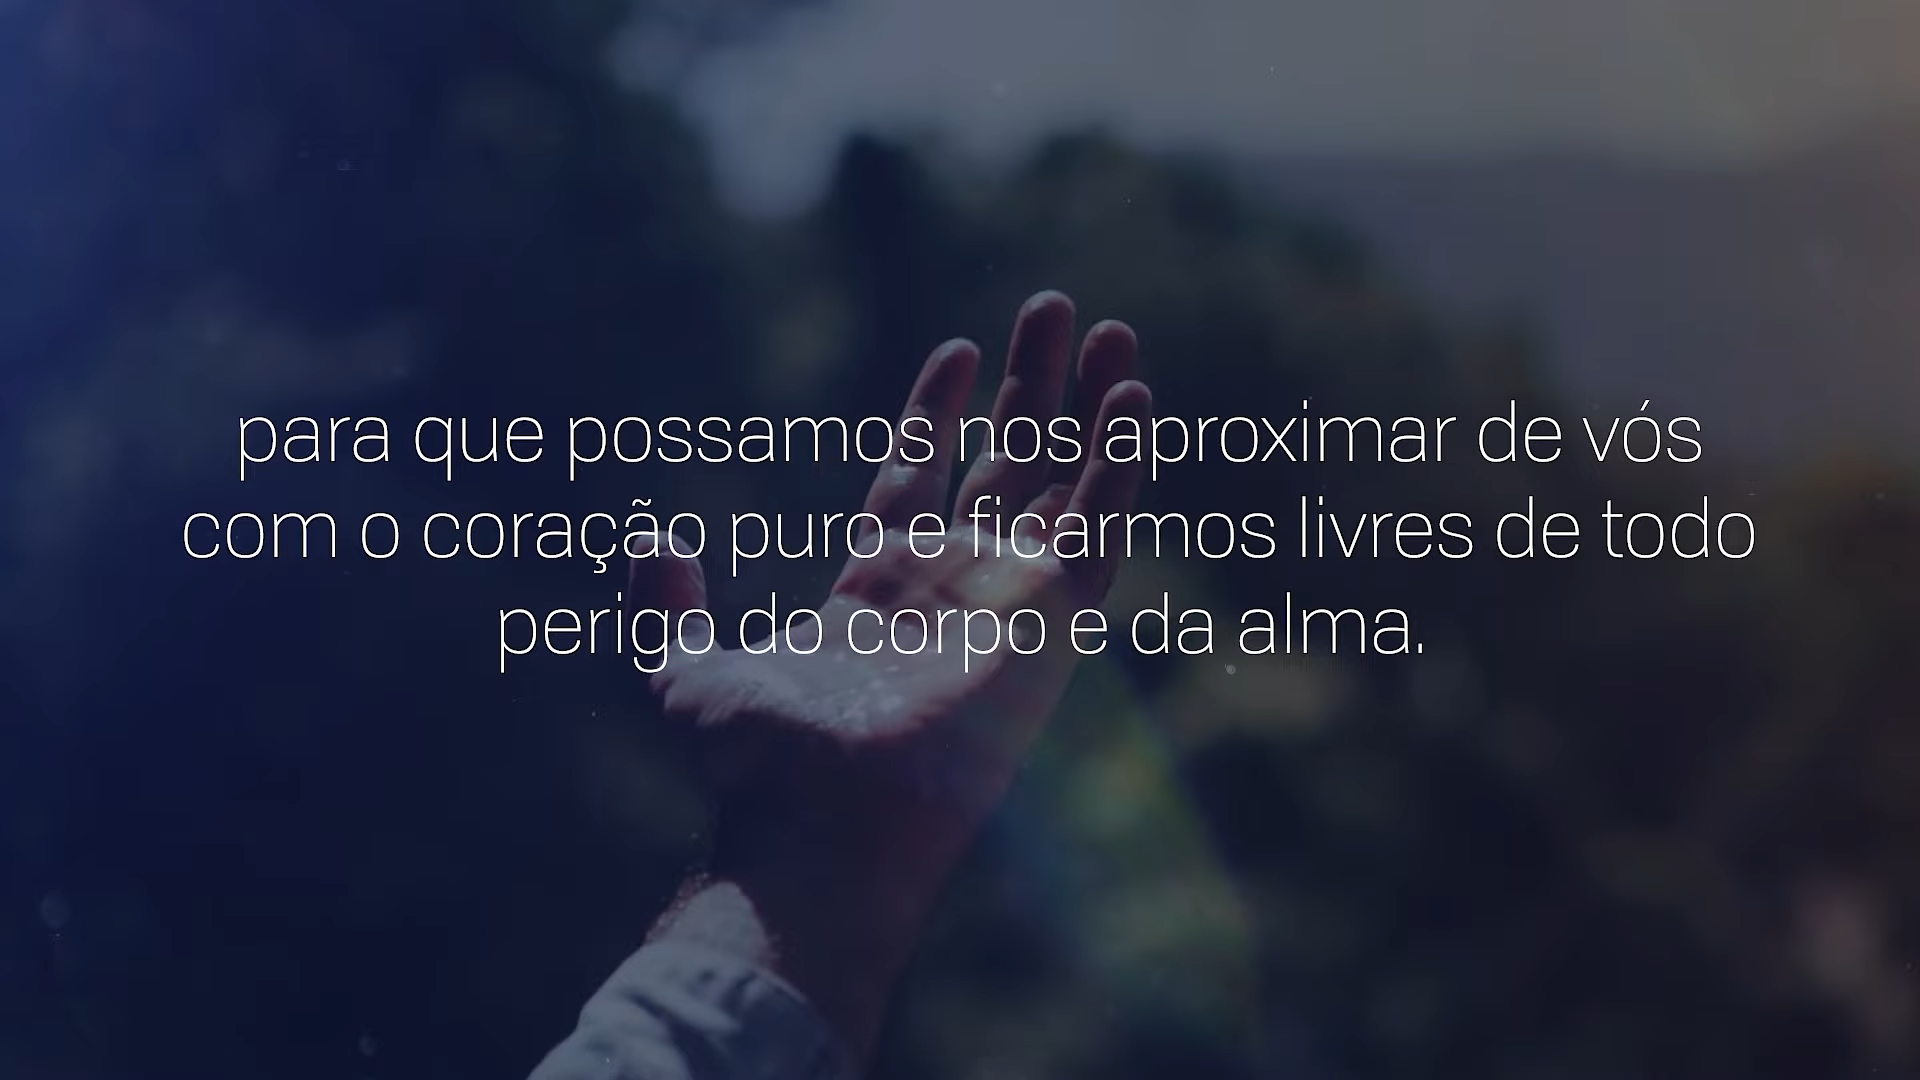 para que possamos nos aproximar de vós
com o coração puro e ficarmos livres de todo
perigo do corpo e da alma.